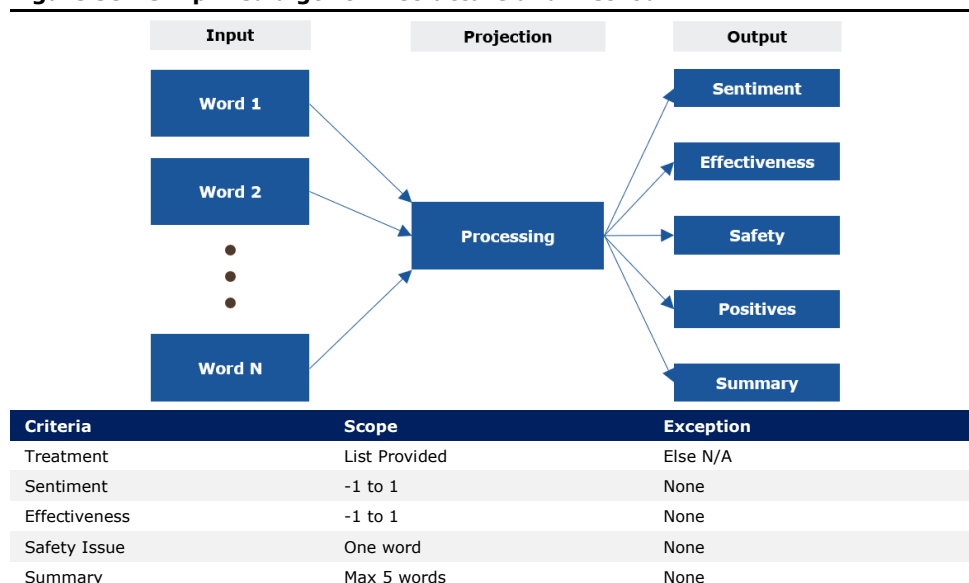 Input Projection Output
Word 1
Word 2
Word N
Processing
Sentiment
Effectiveness
Safety
Positives
Summary
Criteria Scope Exception
Treatment List Provided Else N/A
Sentiment -1 to 1 None
Effectiveness -1 to 1 None
Safety Issue One word None
Summary Max 5 words None